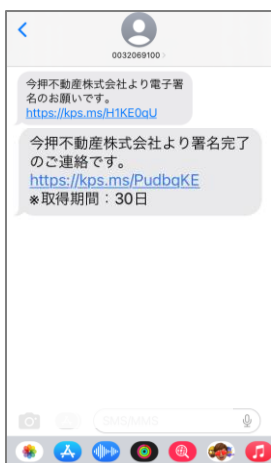 0032069100
今押不動産株式会社より電子署
名のお願いです。
https://kps.ms/H1KE0qU
今押不動産株式会社より署名完了
のご連絡です。
https://kps.ms/PudbqKE
※取得期間：30日
SMS/MMS